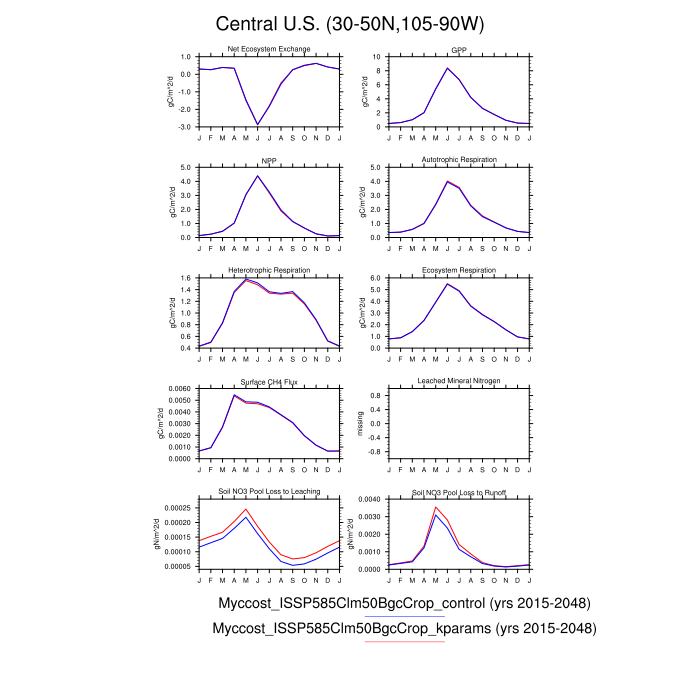 Central U.S. (30-50N,105-90W)
Net Ecosystem Exchange
gC/m^2/d
1.0
0.0
-1.0
-2.0
-3.0
J F M A M J J A S O N D J
GPP
gC/m^2/d
10
8
6
4
2
0
J F M A M J J A S O N D J
NPP
gC/m^2/d
5.0
4.0
3.0
2.0
1.0
0.0
J F M A M J J A S O N D J
Autotrophic Respiration
gC/m^2/d
5.0
4.0
3.0
2.0
1.0
0.0
J F M A M J J A S O N D J
Heterotrophic Respiration
gC/m^2/d
1.6
1.4
1.2
1.0
0.8
0.6
0.4
J F M A M J J A S O N D J
Ecosystem Respiration
gC/m^2/d
6.0
5.0
4.0
3.0
2.0
1.0
0.0
J F M A M J J A S O N D J
Surface CH4 Flux
gC/m^2/d
0.0060
0.0050
0.0040
0.0030
0.0020
0.0010
0.0000
J F M A M J J A S O N D J
Leached Mineral Nitrogen
missing
0.8
0.4
0.0
-0.4
-0.8
J F M A M J J A S O N D J
Soil NO3 Pool Loss to Leaching
gN/m^2/d
0.00025
0.00020
0.00015
0.00010
0.00005
J F M A M J J A S O N D J
Soil NO3 Pool Loss to Runoff
gN/m^2/d
0.0040
0.0030
0.0020
0.0010
0.0000
J F M A M J J A S O N D J
Myccost_ISSP585Clm50BgcCrop_control (yrs 2015-2048)
Myccost_ISSP585Clm50BgcCrop_kparams (yrs 2015-2048)